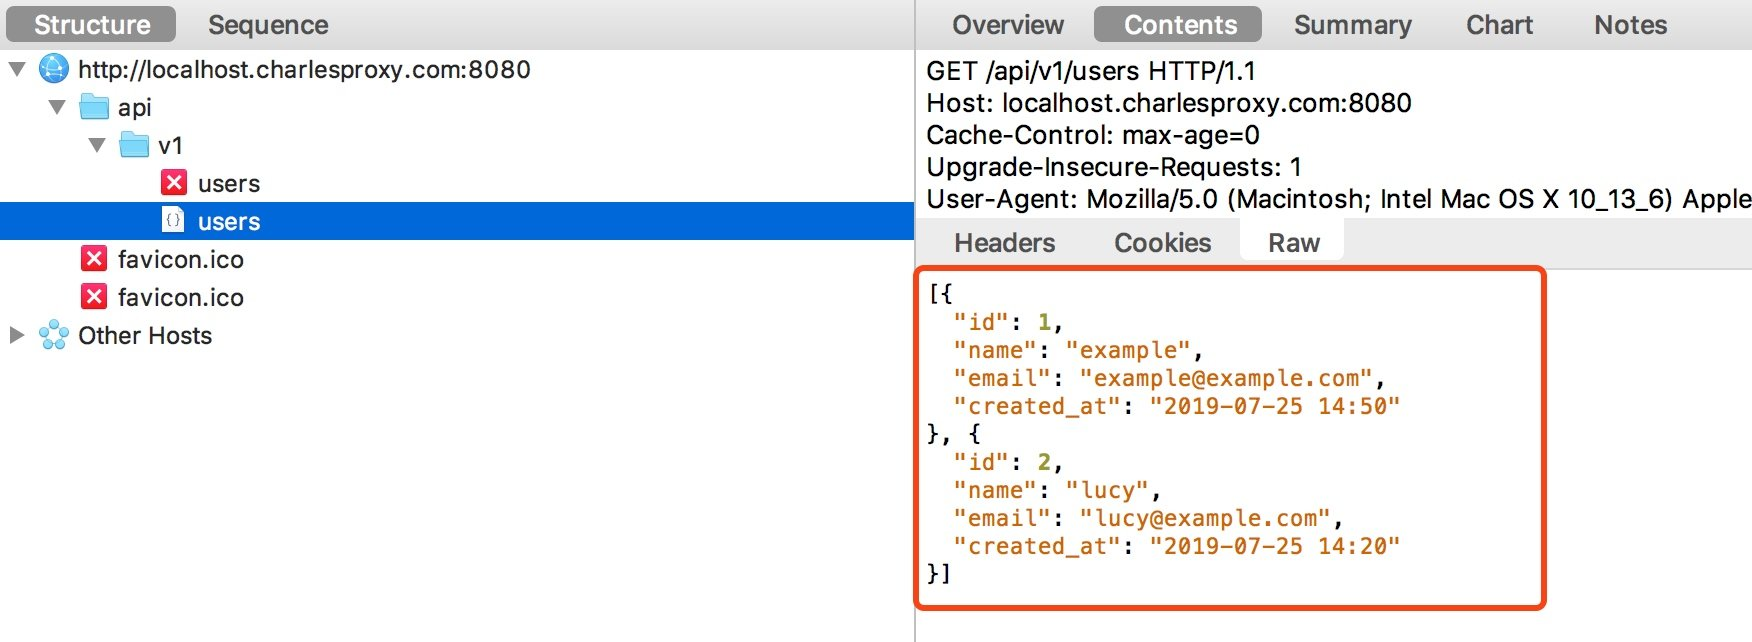 Structure Sequence
http://localhost.charlesproxy.com:8080
api
v1
users
users
favicon.ico
favicon.ico
Other Hosts
Overview Contents Summary Chart Notes
GET /api/v1/users HTTP/1.1
Host: localhost.charlesproxy.com:8080
Cache-Control: max-age=0
Upgrade-Insecure-Requests: 1
User-Agent: Mozilla/5.0 (Macintosh; Intel Mac OS X 10_13_6) Apple
Headers Cookies Raw
[{
  "id": 1,
  "name": "example",
  "email": "example@example.com",
  "created_at": "2019-07-25 14:50"
}, {
  "id": 2,
  "name": "lucy",
  "email": "lucy@example.com",
  "created_at": "2019-07-25 14:20"
}]